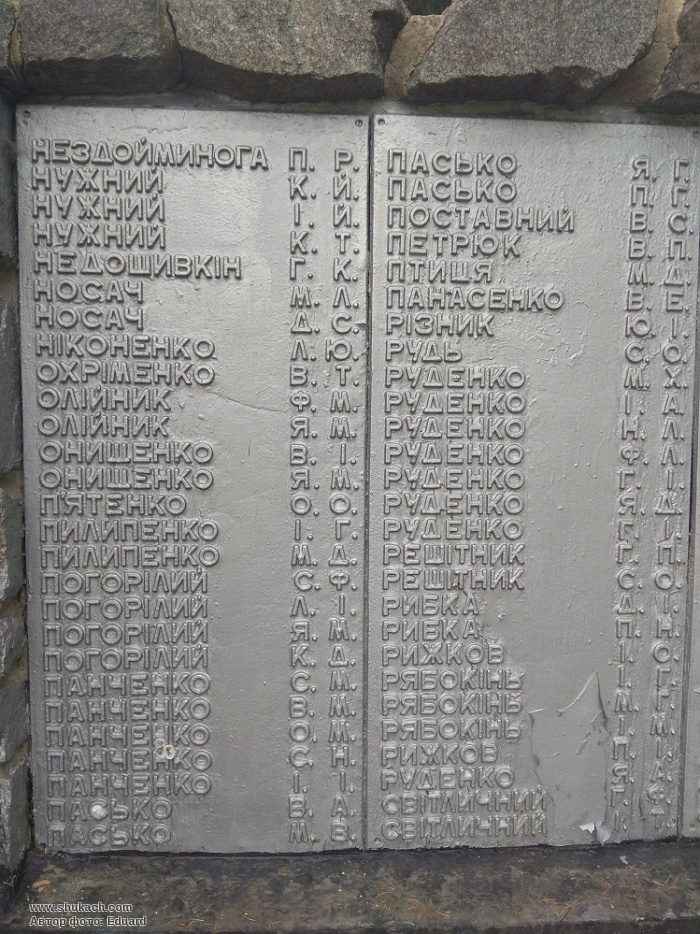 НЕЗДОЙМИНОГА П. Р.
НУЖНИЙ К. Й.
НУЖНИЙ І. Й.
НУЖНИЙ К. Т.
НЕДОЩИВКІН Г. К.
НОСАЧ М. Л.
НОСАЧ Д. С.
НІКОНЕНКО Л. Ю.
ОХРІМЕНКО В. Т.
ОЛІЙНИК Ф. М.
ОЛІЙНИК Я. М.
ОНИЩЕНКО В. І.
ОНИЩЕНКО Я. М.
П'ЯТЕНКО О. О.
ПИЛИПЕНКО І. Г.
ПИЛИПЕНКО М. Д.
ПОГОРІЛИЙ С. Ф.
ПОГОРІЛИЙ Л. І.
ПОГОРІЛИЙ Я. М.
ПОГОРІЛИЙ К. Д.
ПАНЧЕНКО С. М.
ПАНЧЕНКО В. М.
ПАНЧЕНКО О. М.
ПАНЧЕНКО С. Н.
ПАНЧЕНКО І. І.
ПАСЬКО В. А.
ПАСЬКО М. В.
ПАСЬКО Я. Г.
ПАСЬКО П. Г.
ПОСТАВНИЙ В. С.
ПЕТРЮК В. П.
ПТИЦЯ М. Д.
ПАНАСЕНКО В. Е.
РІЗНИК Ю. І.
РУДЬ С. О.
РУДЕНКО М. Х.
РУДЕНКО І. А.
РУДЕНКО Н. Л.
РУДЕНКО Ф. Л.
РУДЕНКО Г. І.
РУДЕНКО Я. Д.
РУДЕНКО Г. І.
РЕШІТНИК Г. П.
РЕШІТНИК С. О.
РИБКА Д. І.
РИБКА П. Н.
РИЖКОВ І. О.
РЯБОКІНЬ І. Г.
РЯБОКІНЬ М.
РЯБОКІНЬ І.
РИЖКОВ П. І.
РУДЕНКО Я. А.
СВІТЛИЧНИЙ Г. Ф.
СВІТЛИЧНИЙ І. Т.
www.shukach.com
Автор фото: Eduard